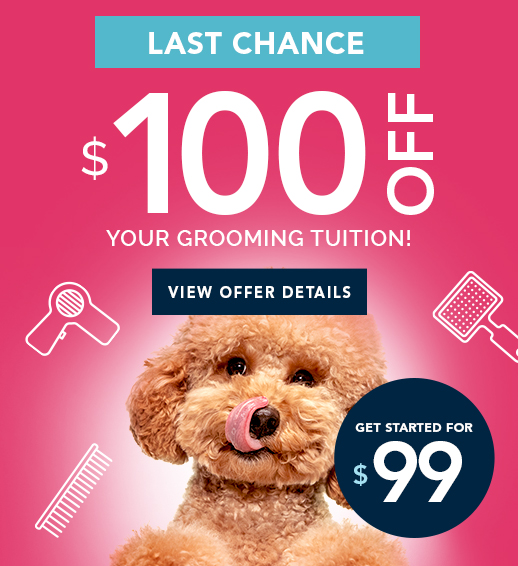 LAST CHANCE
$100 OFF
YOUR GROOMING TUITION!
VIEW OFFER DETAILS
GET STARTED FOR
$99